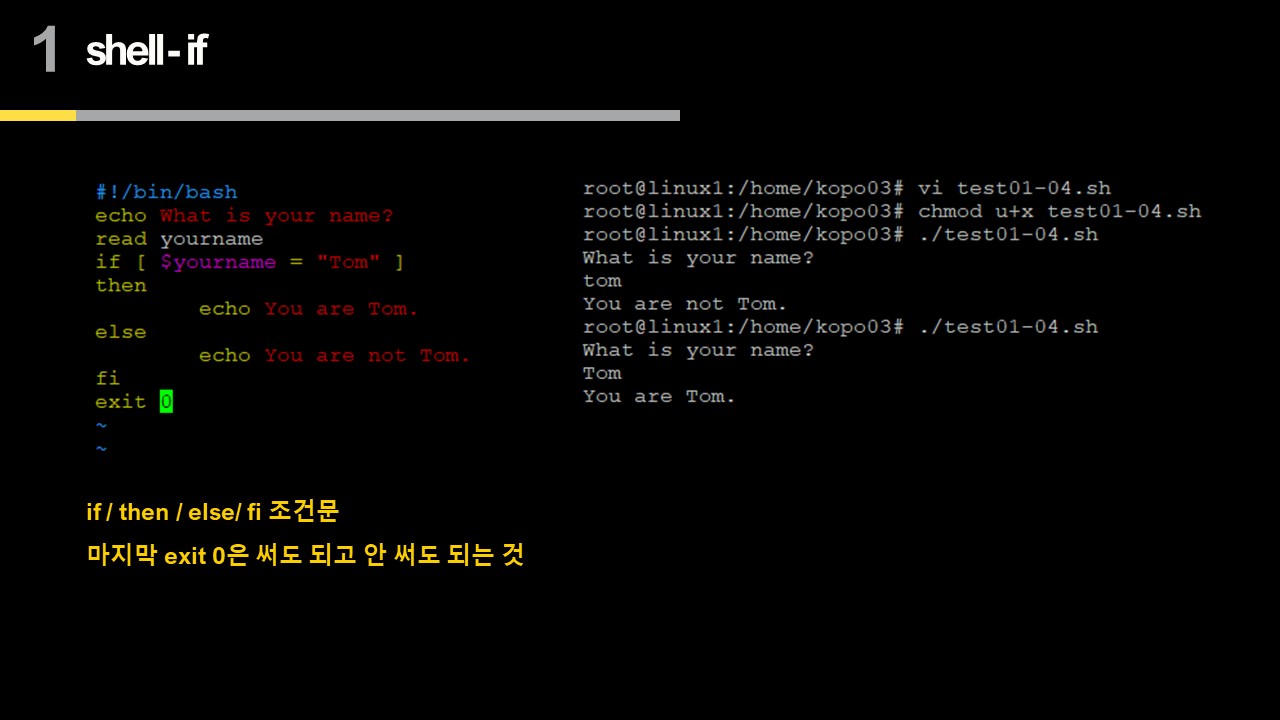 1 shell - if
#!/bin/bash
echo What is your name?
read yourname
if [ $yourname = "Tom" ]
then
echo You are Tom.
else
echo You are not Tom.
fi
exit 0
~
~
root@linux1:/home/kopo03# vi test01-04.sh
root@linux1:/home/kopo03# chmod u+x test01-04.sh
root@linux1:/home/kopo03# ./test01-04.sh
What is your name?
tom
You are not Tom.
root@linux1:/home/kopo03# ./test01-04.sh
What is your name?
Tom
You are Tom.
if / then / else/ fi 조건문
마지막 exit 0은 써도 되고 안 써도 되는 것